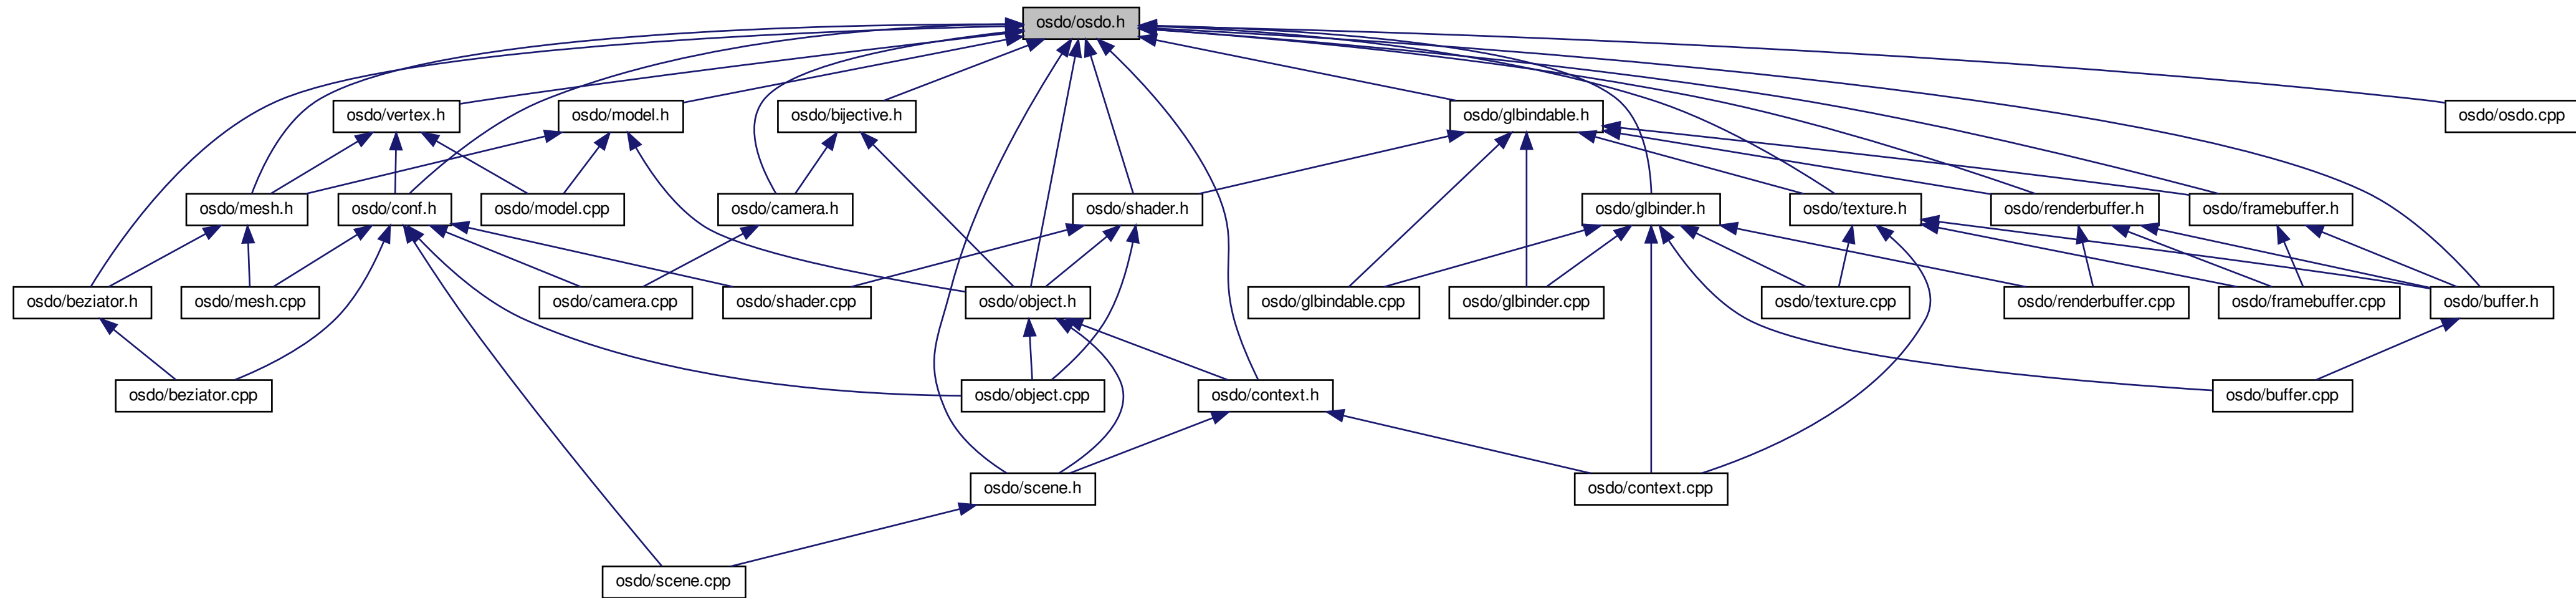 osdo/osdo.h
osdo/vertex.h
osdo/model.h
osdo/bijective.h
osdo/glbindable.h
osdo/osdo.cpp
osdo/mesh.h
osdo/conf.h
osdo/model.cpp
osdo/camera.h
osdo/shader.h
osdo/glbinder.h
osdo/texture.h
osdo/renderbuffer.h
osdo/framebuffer.h
osdo/beziator.h
osdo/mesh.cpp
osdo/camera.cpp
osdo/shader.cpp
osdo/object.h
osdo/glbindable.cpp
osdo/glbinder.cpp
osdo/texture.cpp
osdo/renderbuffer.cpp
osdo/framebuffer.cpp
osdo/buffer.h
osdo/beziator.cpp
osdo/object.cpp
osdo/context.h
osdo/buffer.cpp
osdo/scene.h
osdo/context.cpp
osdo/scene.cpp